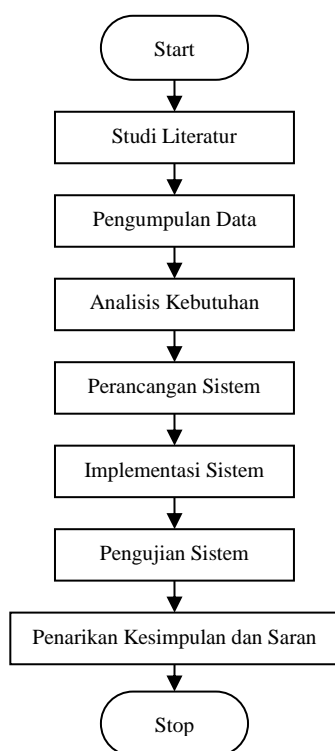 Start
Studi Literatur
Pengumpulan Data
Analisis Kebutuhan
Perancangan Sistem
Implementasi Sistem
Pengujian Sistem
Penarikan Kesimpulan dan Saran
Stop